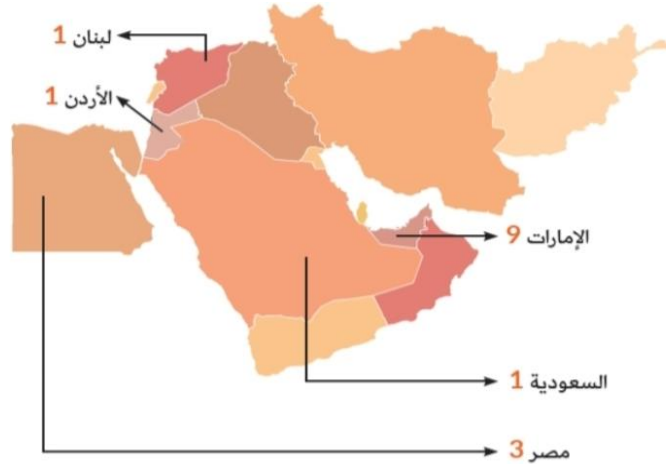 لبنان 1
الأردن 1
الإمارات 9
السعودية 1
مصر 3